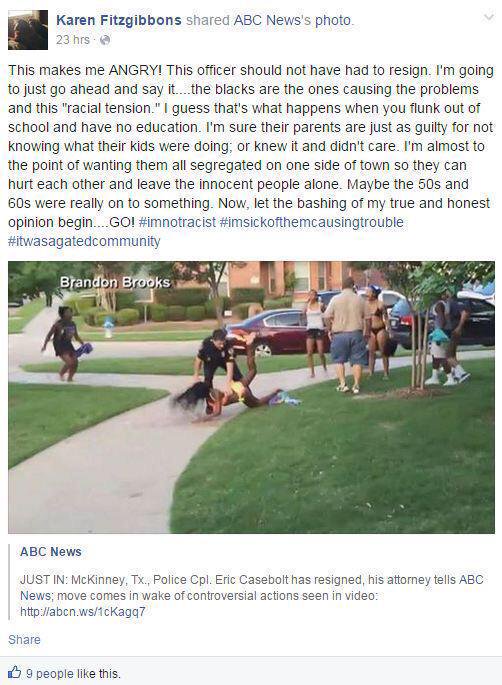 Karen Fitzgibbons shared ABC News's photo.
23 hrs ·
This makes me ANGRY! This officer should not have had to resign. I'm going
to just go ahead and say it....the blacks are the ones causing the problems
and this "racial tension." I guess that's what happens when you flunk out of
school and have no education. I'm sure their parents are just as guilty for not
knowing what their kids were doing; or knew it and didn't care. I'm almost to
the point of wanting them all segregated on one side of town so they can
hurt each other and leave the innocent people alone. Maybe the 50s and
60s were really on to something. Now, let the bashing of my true and honest
opinion begin....GO! #imnotracist #imsickofthemcausingtrouble
#itwasagatedcommunity
Brandon Brooks
ABC News
JUST IN: McKinney, Tx., Police Cpl. Eric Casebolt has resigned, his attorney tells ABC
News; move comes in wake of controversial actions seen in video:
http://abcn.ws/1cKagq7
Share
9 people like this.